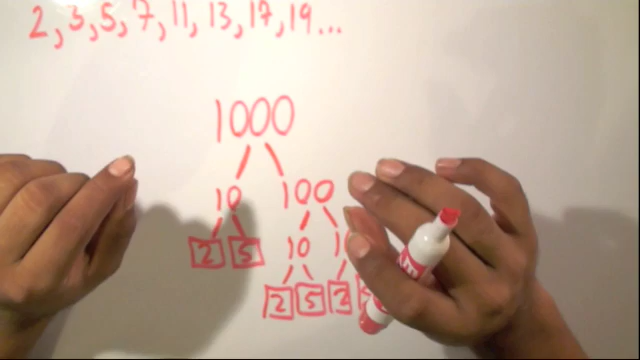 2, 3, 5, 7, 11, 13, 17, 19...
1000
10 100
2 5 10
2 5 2